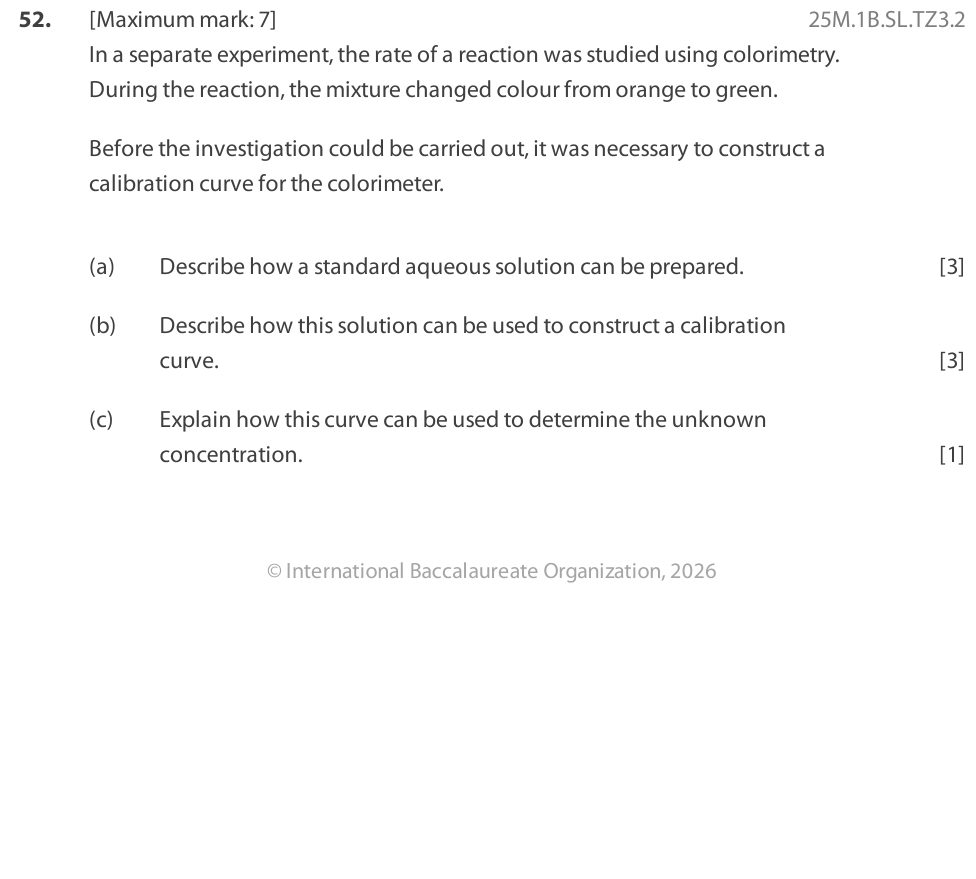 52. [Maximum mark: 7] 25M.1B.SL.TZ3.2
In a separate experiment, the rate of a reaction was studied using colorimetry.
During the reaction, the mixture changed colour from orange to green.
Before the investigation could be carried out, it was necessary to construct a
calibration curve for the colorimeter.
(a) Describe how a standard aqueous solution can be prepared. [3]
(b) Describe how this solution can be used to construct a calibration
curve. [3]
(c) Explain how this curve can be used to determine the unknown
concentration. [1]
© International Baccalaureate Organization, 2026